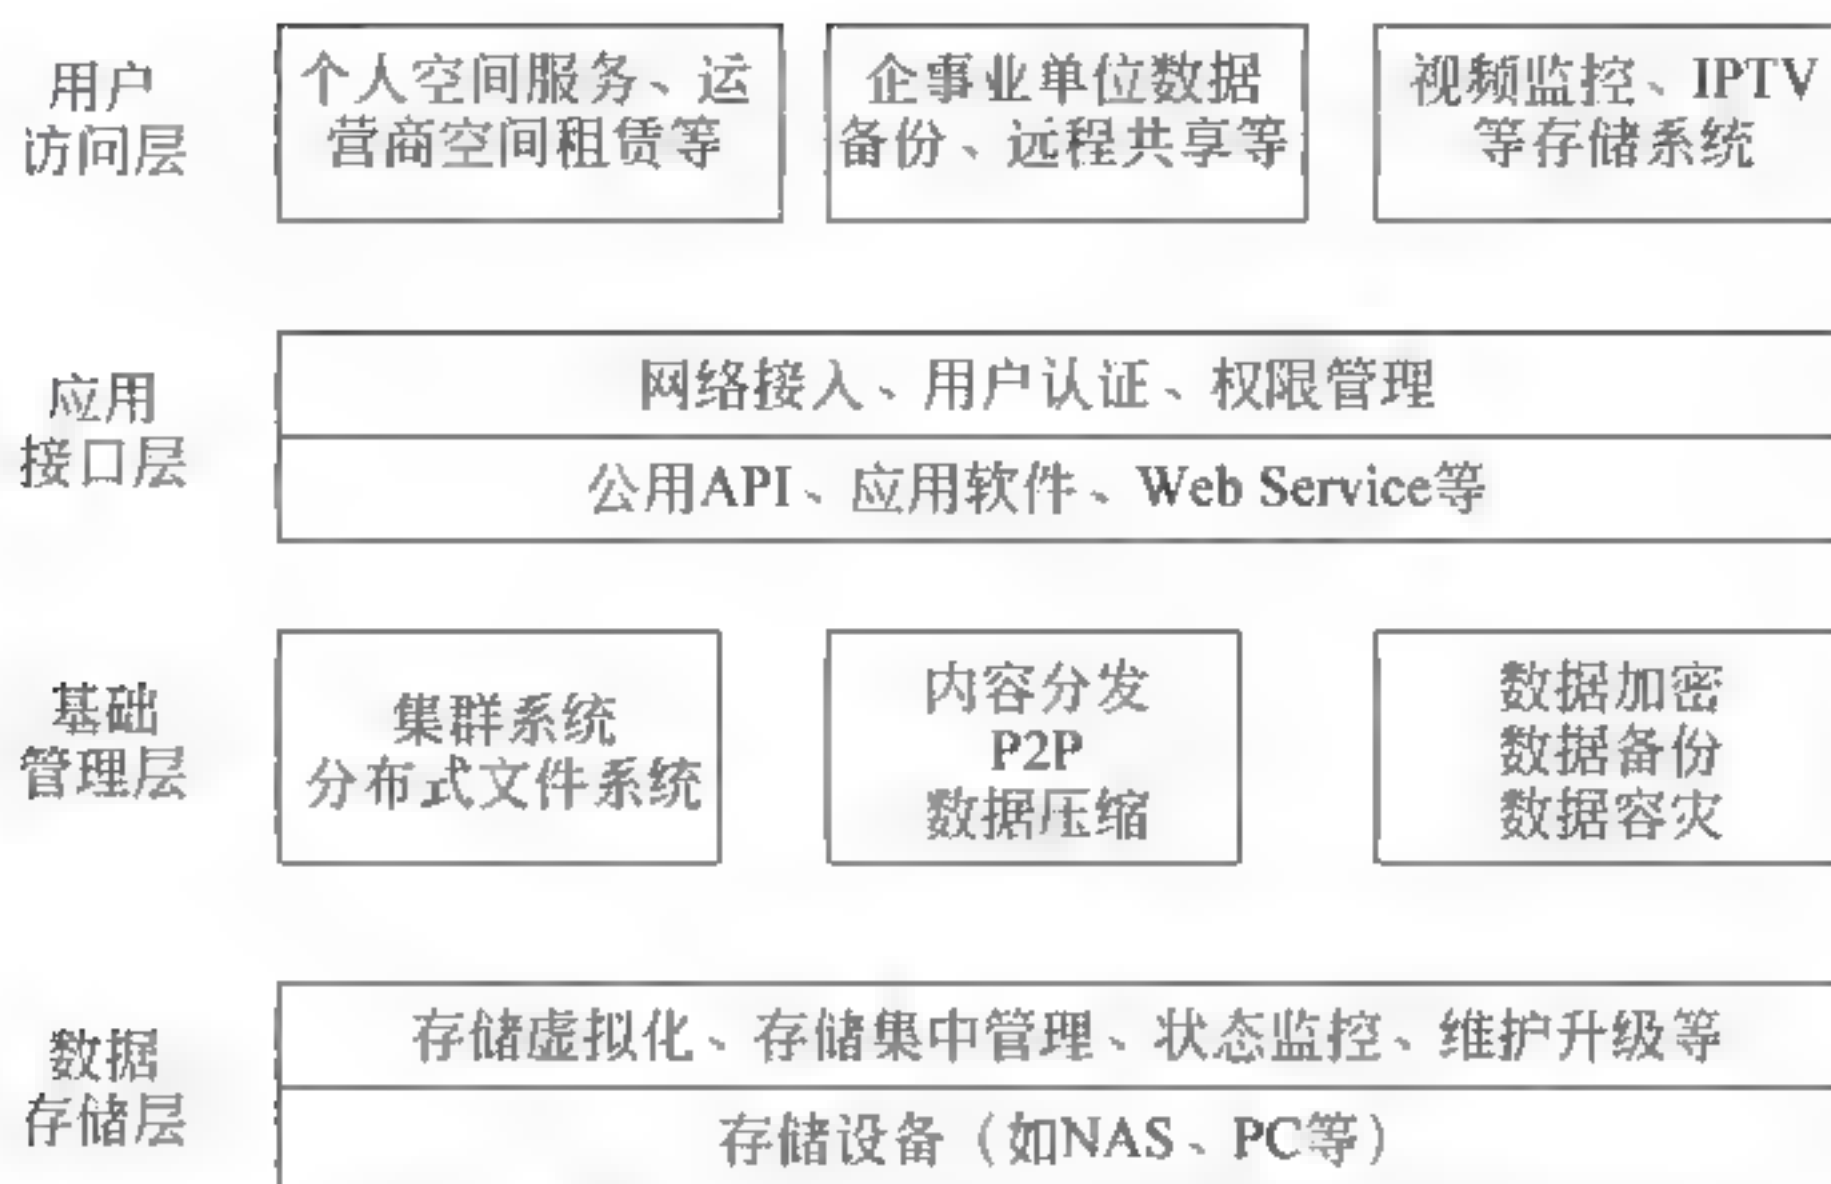 用户
访问层
个人空间服务、运
营商空间租赁等
企事业单位数据
备份、远程共享等
视频监控、IPTV
等存储系统
应用
接口层
网络接入、用户认证、权限管理
公用API、应用软件、Web Service等
基础
管理层
集群系统
分布式文件系统
内容分发
P2P
数据压缩
数据加密
数据备份
数据容灾
数据
存储层
存储虚拟化、存储集中管理、状态监控、维护升级等
存储设备（如NAS、PC等）